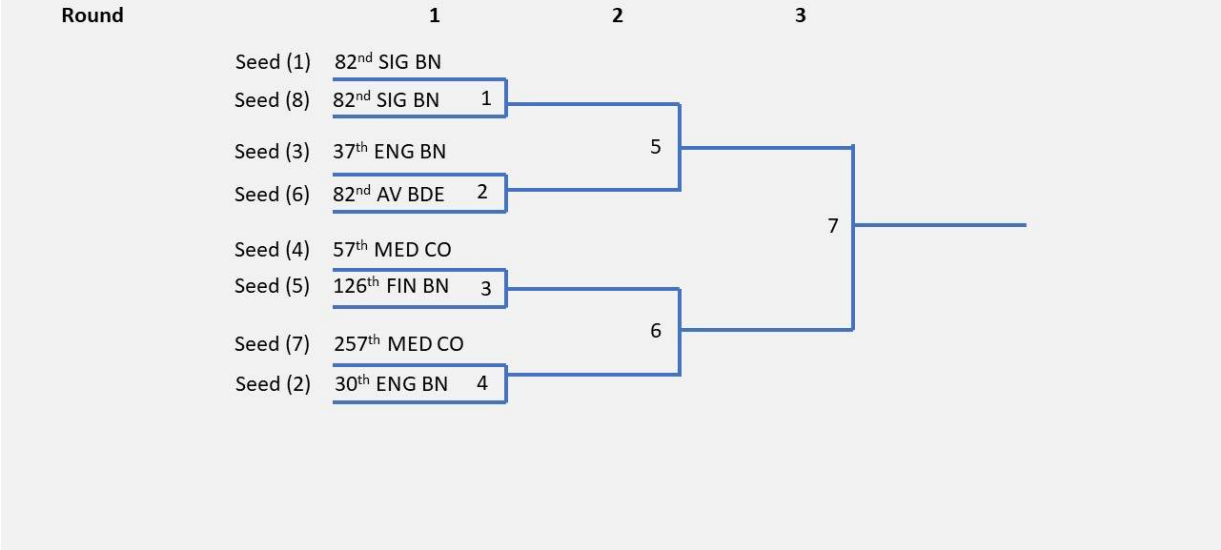 Round 1 2 3
Seed (1) 82nd SIG BN
Seed (8) 82nd SIG BN 1
5
Seed (3) 37th ENG BN
Seed (6) 82nd AV BDE 2
7
Seed (4) 57th MED CO
Seed (5) 126th FIN BN 3
6
Seed (7) 257th MED CO
Seed (2) 30th ENG BN 4